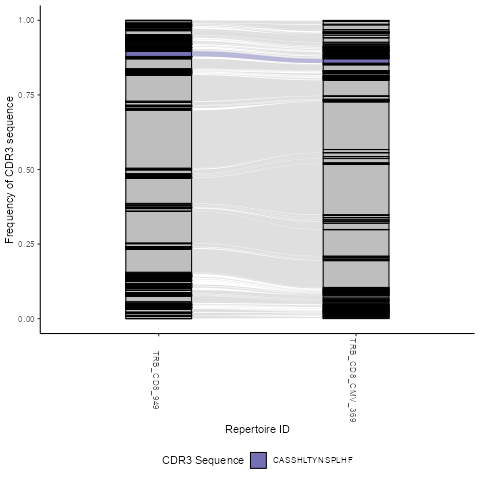 Frequency of CDR3 sequence
1.00
0.75
0.50
0.25
0.00
TRB_CD8_949
TRB_CD8_CMV_369
Repertoire ID
CDR3 Sequence CASSHLTYNSPLHF